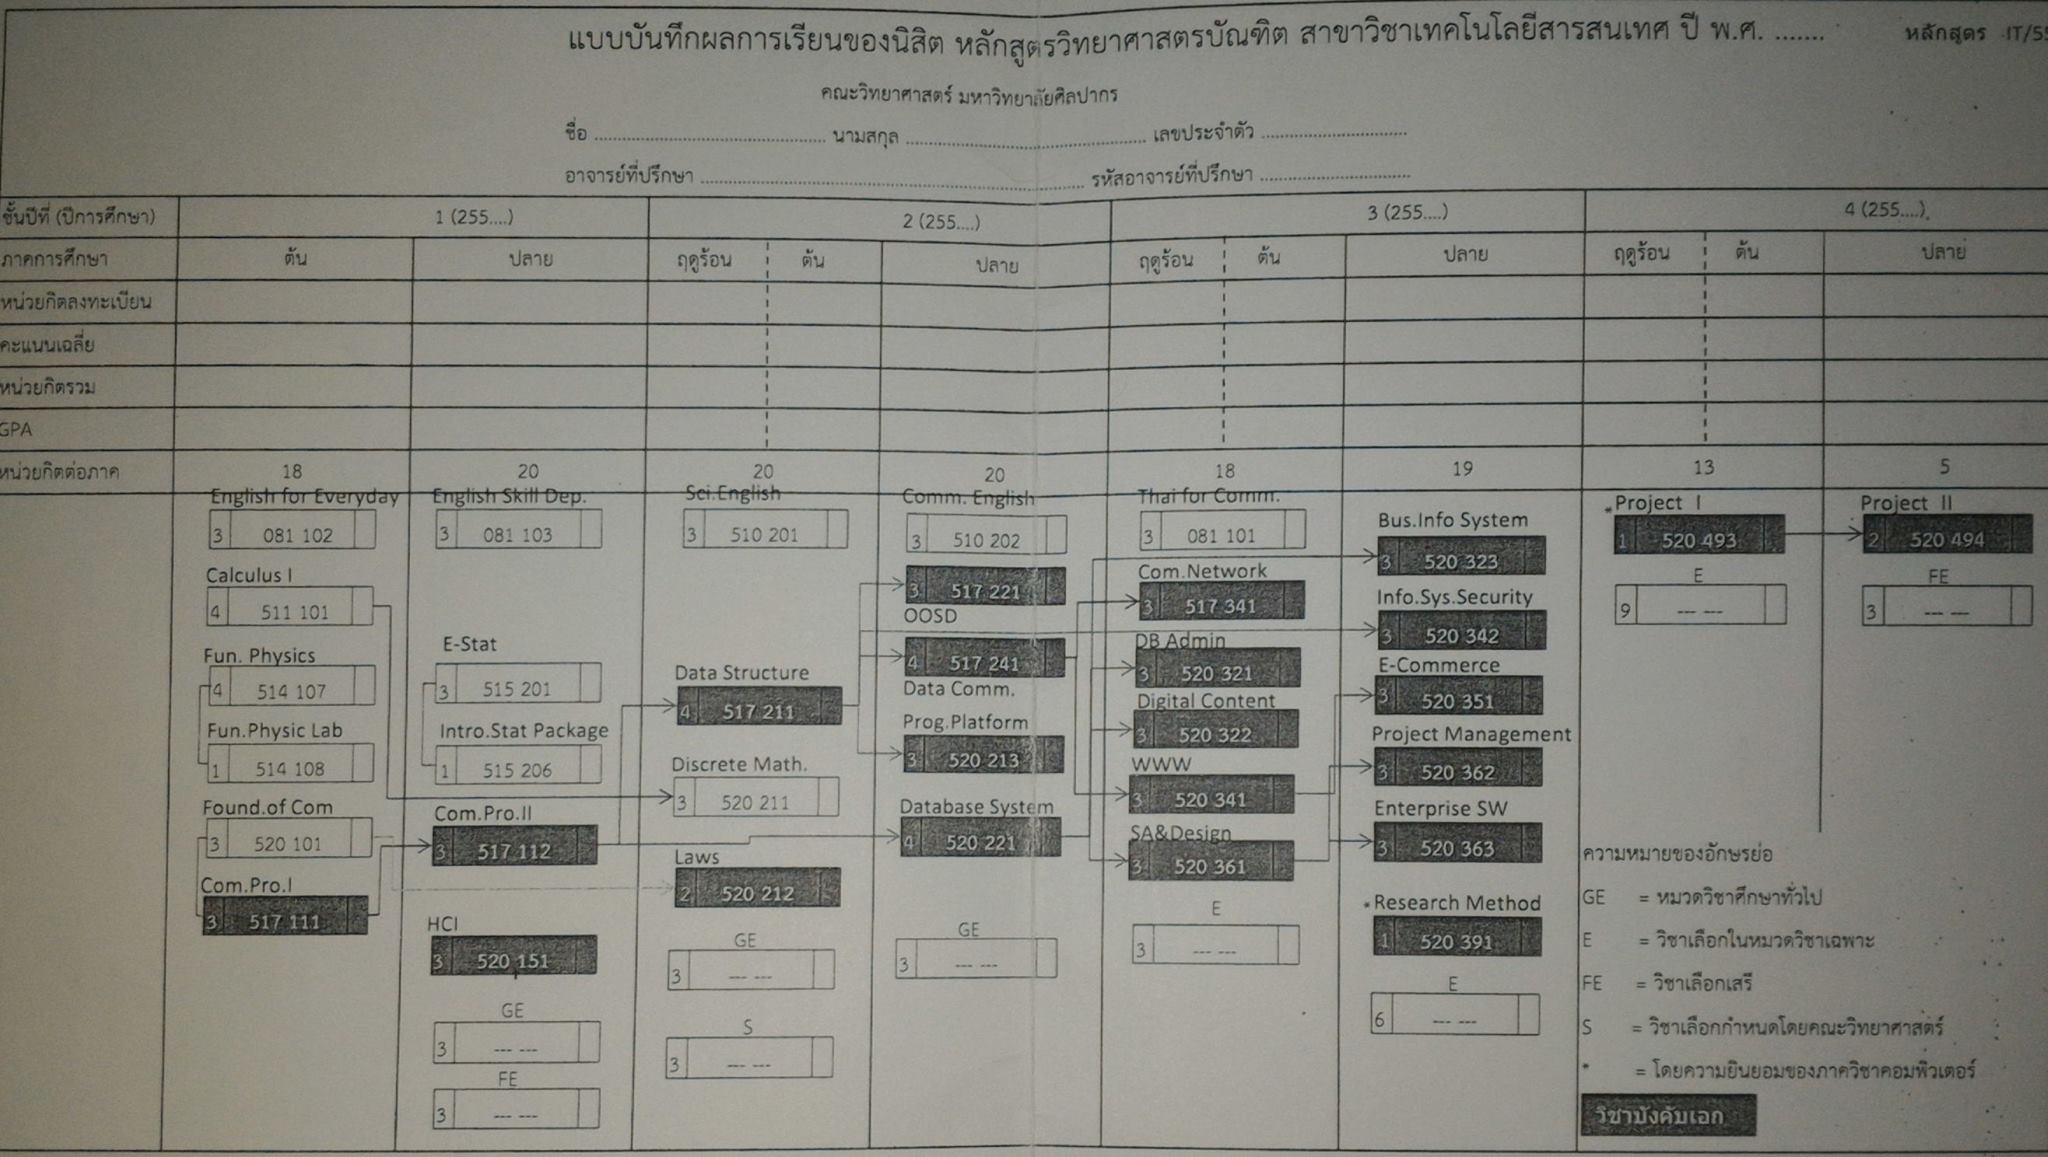 แบบบันทึกผลการเรียนของนิสิต หลักสูตรวิทยาศาสตรบัณฑิต สาขาวิชาเทคโนโลยีสารสนเทศ ปี พ.ศ. ....... หลักสูตร IT/55
คณะวิทยาศาสตร์ มหาวิทยาลัยศิลปากร
ชื่อ ........................................ นามสกุล ........................................ เลขประจำตัว .........................
อาจารย์ที่ปรึกษา ................................................................ รหัสอาจารย์ที่ปรึกษา .........................
ชั้นปีที่ (ปีการศึกษา) 1 (255....) 2 (255....) 3 (255....) 4 (255....)
ภาคการศึกษา ต้น ปลาย ฤดูร้อน ต้น ปลาย ฤดูร้อน ต้น ปลาย ฤดูร้อน ต้น ปลาย
หน่วยกิตลงทะเบียน
คะแนนเฉลี่ย
หน่วยกิตรวม
GPA
หน่วยกิตต่อภาค 18 20 20 20 18 19 13 5
English for Everyday
3 081 102
Calculus I
4 511 101
Fun. Physics
4 514 107
Fun.Physic Lab
1 514 108
Found.of Com
3 520 101
Com.Pro.I
3 517 111
English Skill Dep.
3 081 103
E-Stat
3 515 201
Intro.Stat Package
1 515 206
Com.Pro.II
3 517 112
HCI
3 520 151
GE
3 --- ---
FE
3 --- ---
Sci.English
3 510 201
Data Structure
4 517 211
Discrete Math.
3 520 211
Laws
2 520 212
GE
3 --- ---
S
3 --- ---
Comm. English
3 510 202
3 517 221
OOSD
4 517 241
Data Comm.
Prog.Platform
3 520 213
Database System
4 520 221
GE
3 --- ---
Thai for Comm.
3 081 101
Com.Network
3 517 341
DB Admin
3 520 321
Digital Content
3 520 322
WWW
3 520 341
SA&Design
3 520 361
E
3 --- ---
Bus.Info System
3 520 323
Info.Sys.Security
3 520 342
E-Commerce
3 520 351
Project Management
3 520 362
Enterprise SW
3 520 363
*Research Method
1 520 391
E
6 --- ---
*Project I
1 520 493
E
9 --- ---
Project II
2 520 494
FE
3 --- ---
ความหมายของอักษรย่อ
GE = หมวดวิชาศึกษาทั่วไป
E = วิชาเลือกในหมวดวิชาเฉพาะ
FE = วิชาเลือกเสรี
S = วิชาเลือกกำหนดโดยคณะวิทยาศาสตร์
* = โดยความยินยอมของภาควิชาคอมพิวเตอร์
วิชาบังคับเอก